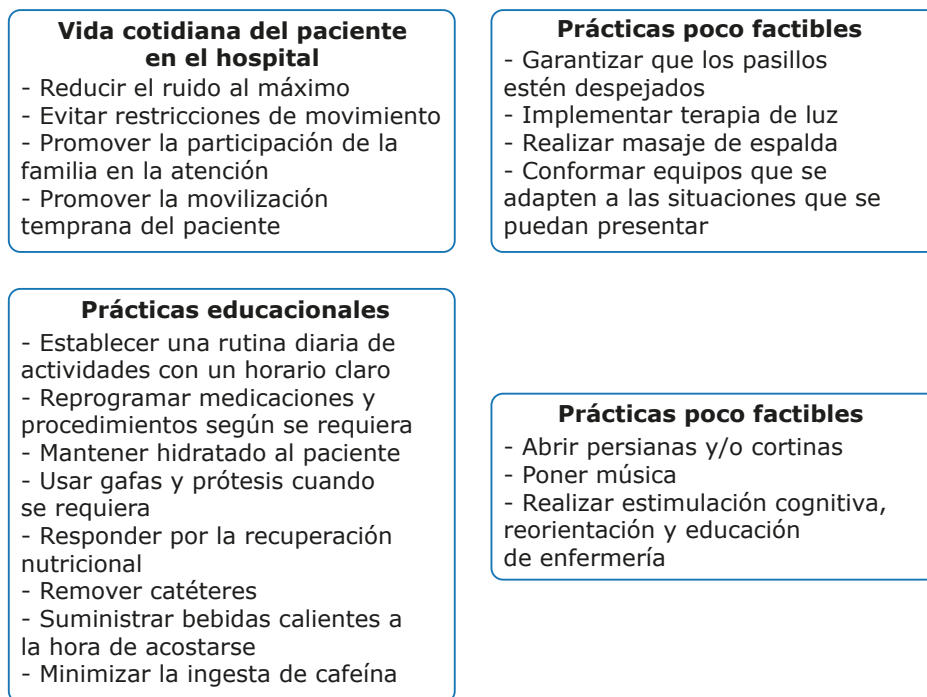 Vida cotidiana del paciente
en el hospital
- Reducir el ruido al máximo
- Evitar restricciones de movimiento
- Promover la participación de la
familia en la atención
- Promover la movilización
temprana del paciente
Prácticas poco factibles
- Garantizar que los pasillos
estén despejados
- Implementar terapia de luz
- Realizar masaje de espalda
- Conformar equipos que se
adapten a las situaciones que se
puedan presentar
Prácticas educacionales
- Establecer una rutina diaria de
actividades con un horario claro
- Reprogramar medicaciones y
procedimientos según se requiera
- Mantener hidratado al paciente
- Usar gafas y prótesis cuando
se requiera
- Responder por la recuperación
nutricional
- Remover catéteres
- Suministrar bebidas calientes a
la hora de acostarse
- Minimizar la ingesta de cafeína
Prácticas poco factibles
- Abrir persianas y/o cortinas
- Poner música
- Realizar estimulación cognitiva,
reorientación y educación
de enfermería